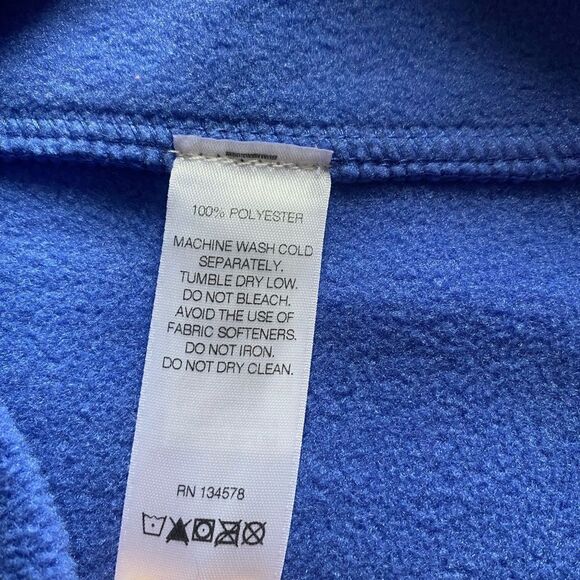 100% POLYESTER
MACHINE WASH COLD
SEPARATELY.
TUMBLE DRY LOW.
DO NOT BLEACH.
AVOID THE USE OF
FABRIC SOFTENERS.
DO NOT IRON.
DO NOT DRY CLEAN.
RN 134578